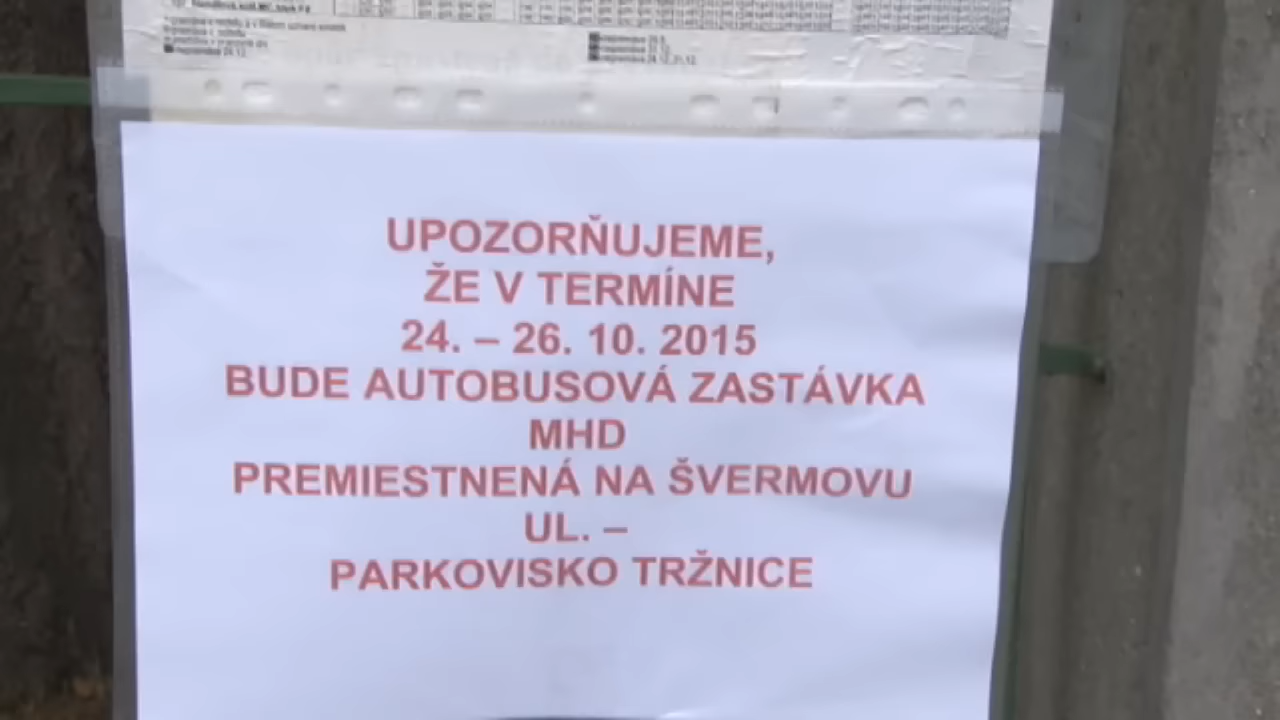 UPOZORŇUJEME,
ŽE V TERMÍNE
24. – 26. 10. 2015
BUDE AUTOBUSOVÁ ZASTÁVKA
MHD
PREMIESTNENÁ NA ŠVERMOVU
UL. –
PARKOVISKO TRŽNICE